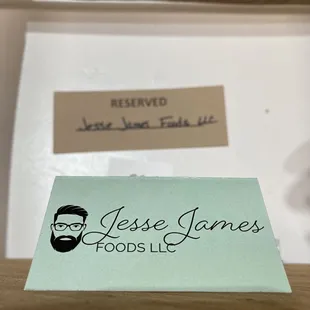 RESERVED
Jesse James Foods LLC
Jesse James
FOODS LLC